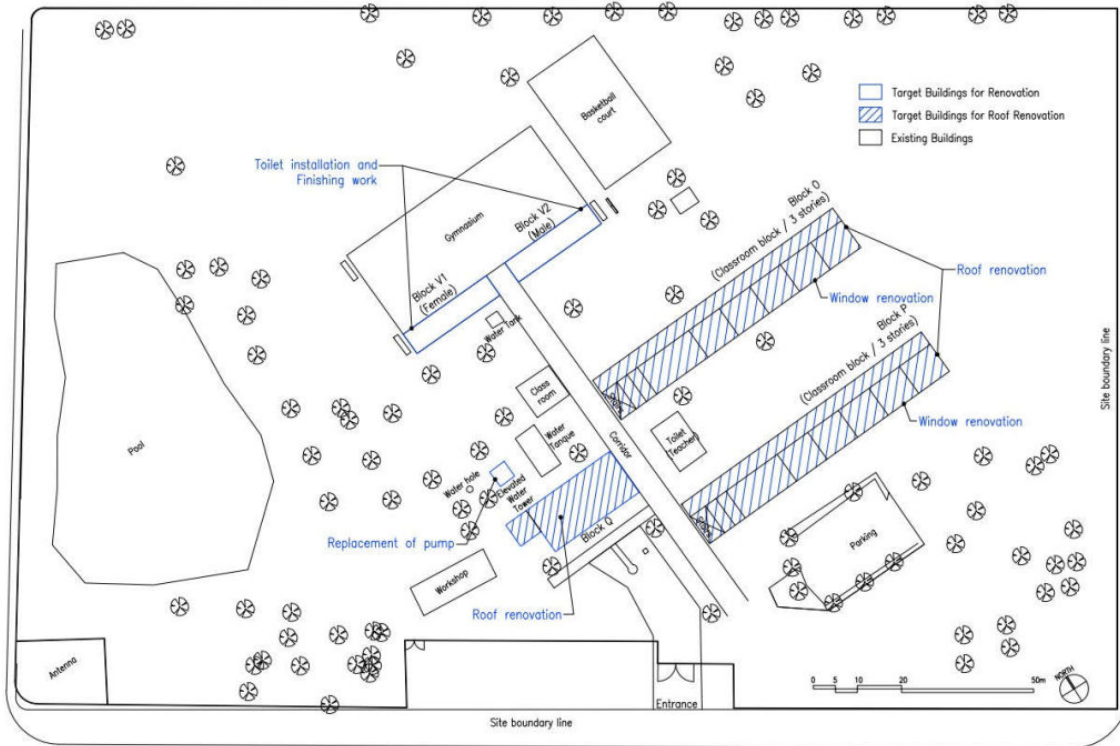 Target Buildings for Renovation
Target Buildings for Roof Renovation
Existing Buildings
Basketball
court
Toilet installation and
Finishing work
Gymnasium
Block V2
(Male)
Block V1
(Female)
Water Tank
Block O
(Classroom block / 3 stories)
Roof renovation
Window renovation
Block P
(Classroom block / 3 stories)
Window renovation
Site boundary line
Class
room
Water
Tanque
Corridor
Toilet
Teacher
Pool
Water hole
Elevated
Water
Tower
Replacement of pump
Block Q
Workshop
Roof renovation
Parking
Antenna
Entrance
0 5 10 20 50m
NORTH
Site boundary line